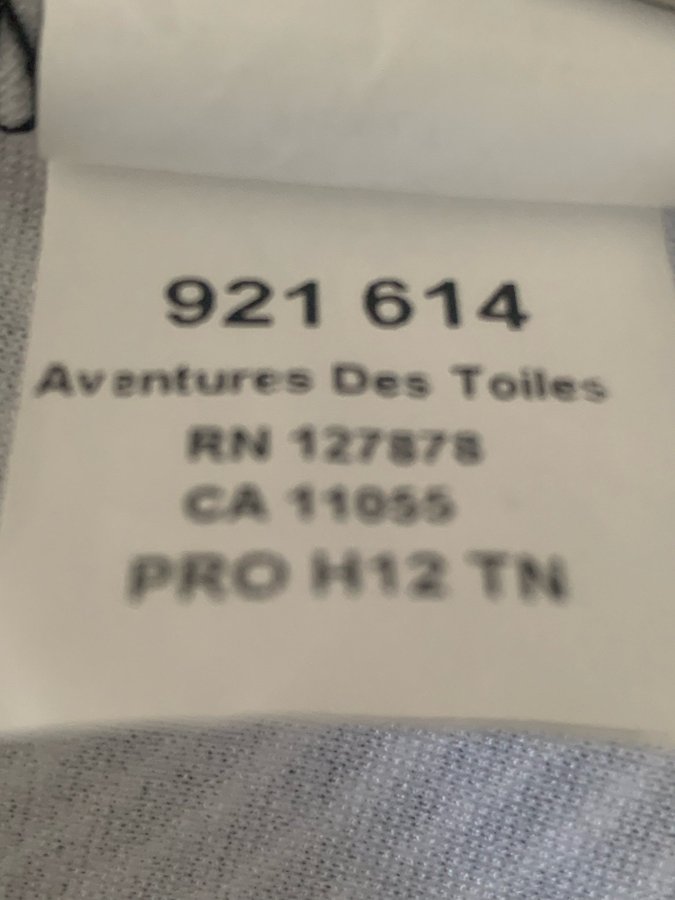 921 614
Aventures Des Toiles
RN 127878
CA 11055
PRO H12 TN